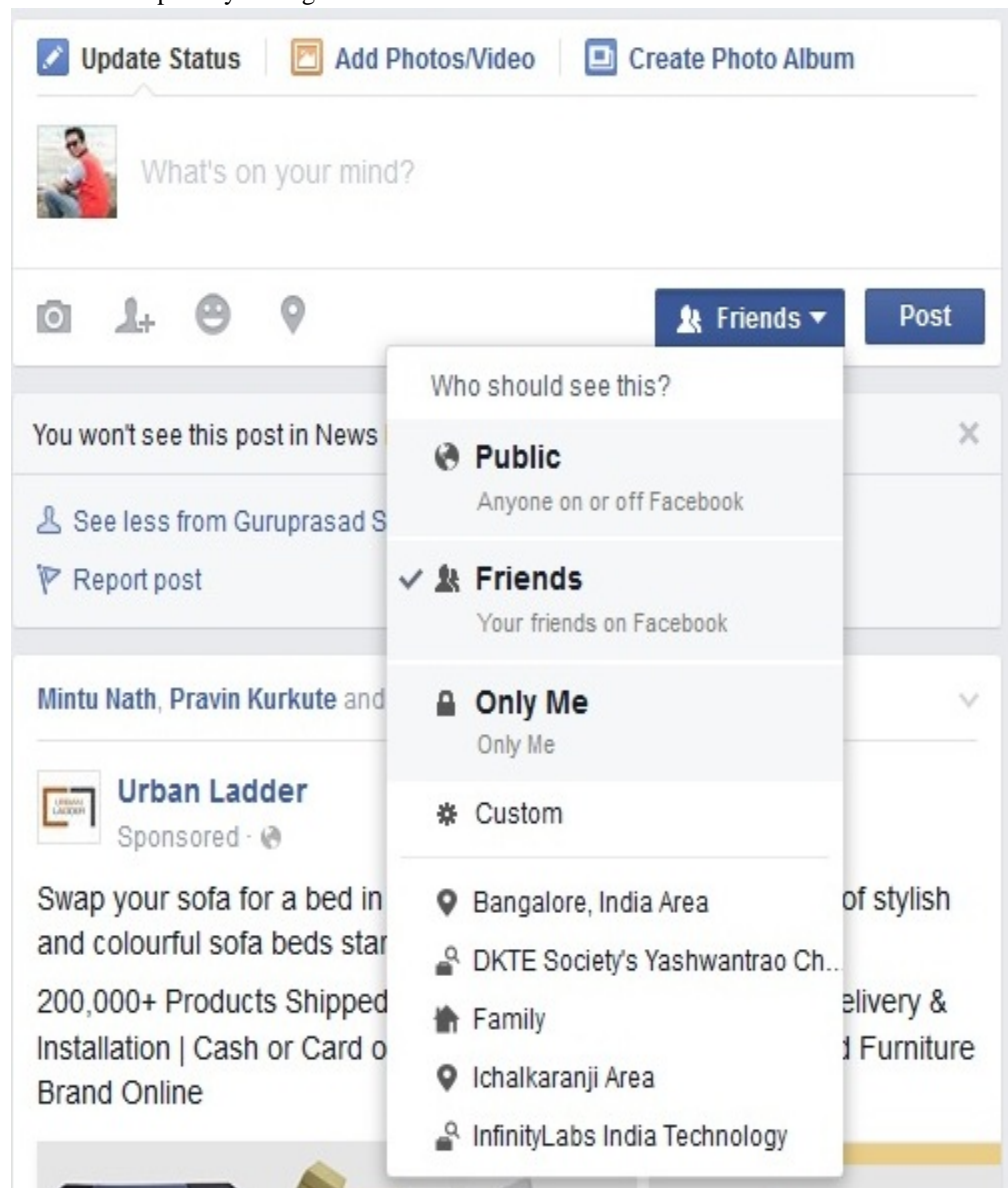 Update Status
Add Photos/Video
Create Photo Album
What's on your mind?
Friends
Post
Who should see this?
Public
Anyone on or off Facebook
Friends
Your friends on Facebook
Only Me
Only Me
Custom
Bangalore, India Area
DKTE Society's Yashwantrao Ch...
Family
Ichalkaranji Area
InfinityLabs India Technology
You won't see this post in News
See less from Guruprasad S
Report post
Mintu Nath, Pravin Kurkute and
URBAN
LADDER
Urban Ladder
Sponsored ·
Swap your sofa for a bed in of stylish
and colourful sofa beds star
200,000+ Products Shipped elivery &
Installation | Cash or Card o d Furniture
Brand Online